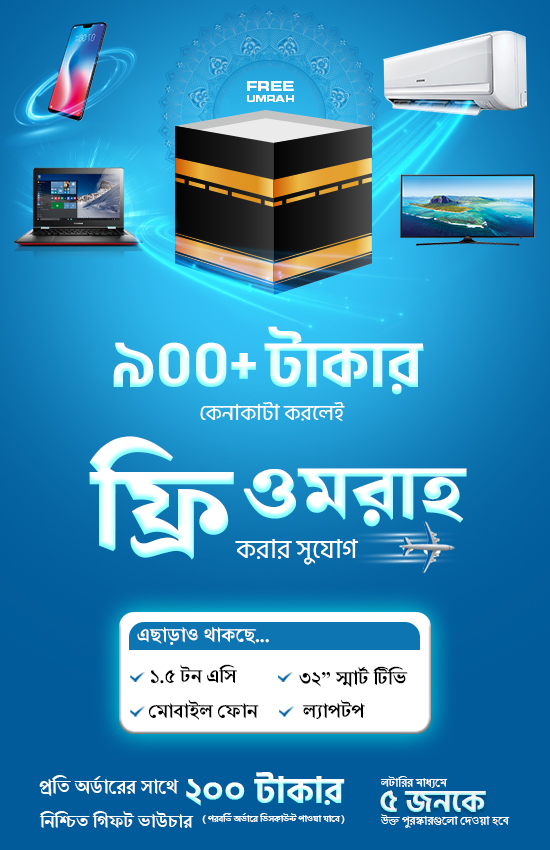 FREE
UMRAH
৯০০+ টাকার
কেনাকাটা করলেই
ফ্রি ওমরাহ
করার সুযোগ
এছাড়াও থাকছে...
১.৫ টন এসি
৩২” স্মার্ট টিভি
মোবাইল ফোন
ল্যাপটপ
প্রতি অর্ডারের সাথে ২০০ টাকার
নিশ্চিত গিফট ভাউচার ( পরবর্তি অর্ডারে ডিসকাউন্ট পাওয়া যাবে )
লটারির মাধ্যমে
৫ জনকে
উক্ত পুরস্কারগুলো দেওয়া হবে